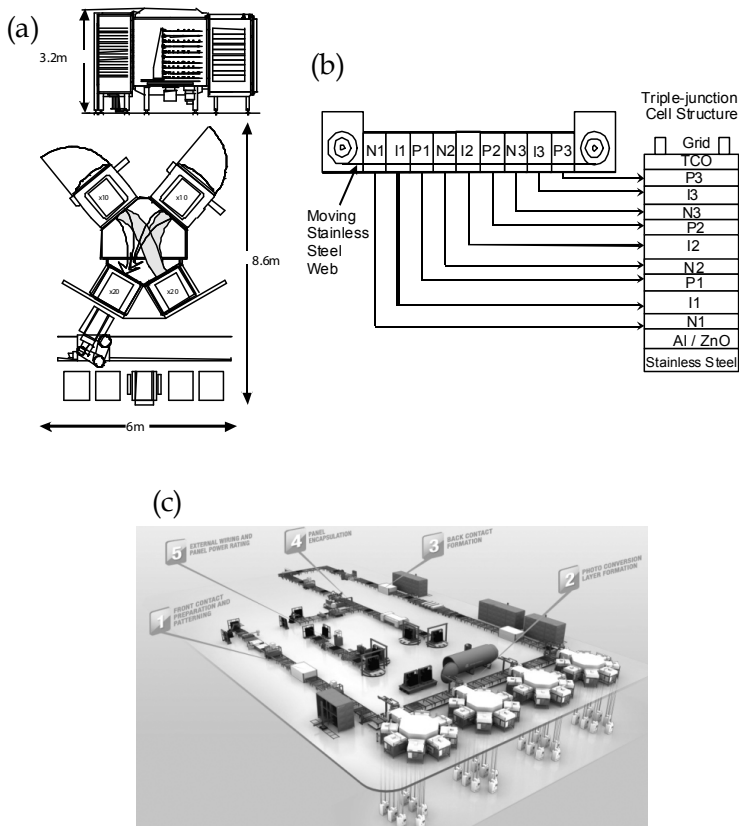 (a)
3.2m
x10
x10
x20
x20
8.6m
6m
(b)
N1 I1 P1 N2 I2 P2 N3 I3 P3
Moving
Stainless
Steel
Web
Triple-junction
Cell Structure
Grid
TCO
P3
I3
N3
P2
I2
N2
P1
I1
N1
Al / ZnO
Stainless Steel
(c)
5 EXTERNAL WIRING AND
PANEL POWER RATING
4 PANEL
ENCAPSULATION
3 BACK CONTACT
FORMATION
2 PHOTO CONVERSION
LAYER FORMATION
1 FRONT CONTACT
PREPARATION AND
PATTERNING